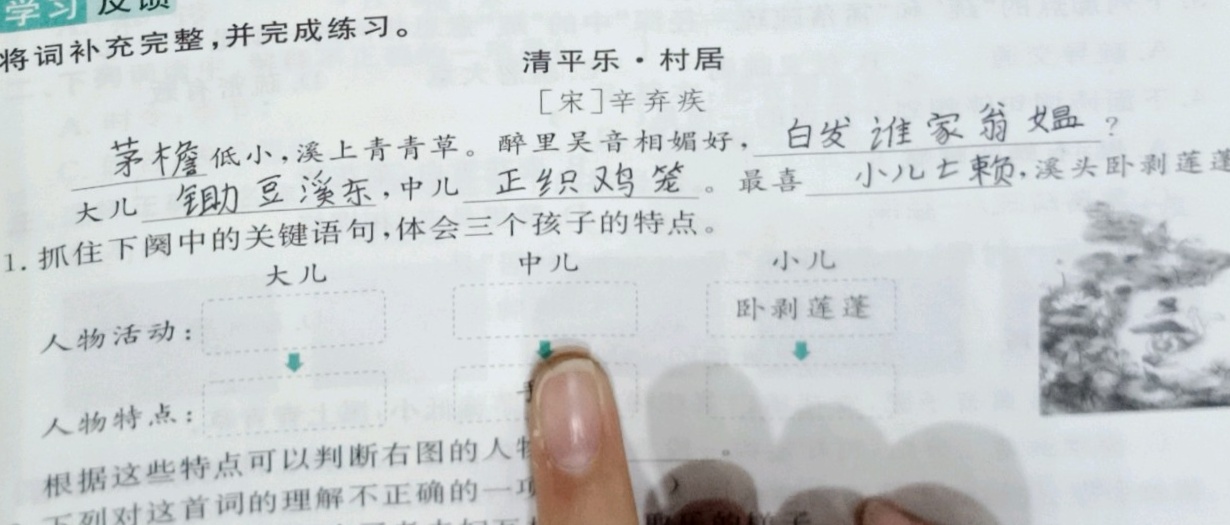 学习反馈
将词补充完整,并完成练习。
清平乐·村居
[宋]辛弃疾
茅檐低小,溪上青青草。醉里吴音相媚好,白发谁家翁媪?
大儿锄豆溪东,中儿正织鸡笼。最喜小儿亡赖,溪头卧剥莲蓬
1.抓住下阕中的关键语句,体会三个孩子的特点。
大儿 中儿 小儿
人物活动: 卧剥莲蓬
人物特点:
根据这些特点可以判断右图的人物 。
下列对这首词的理解不正确的一项 )